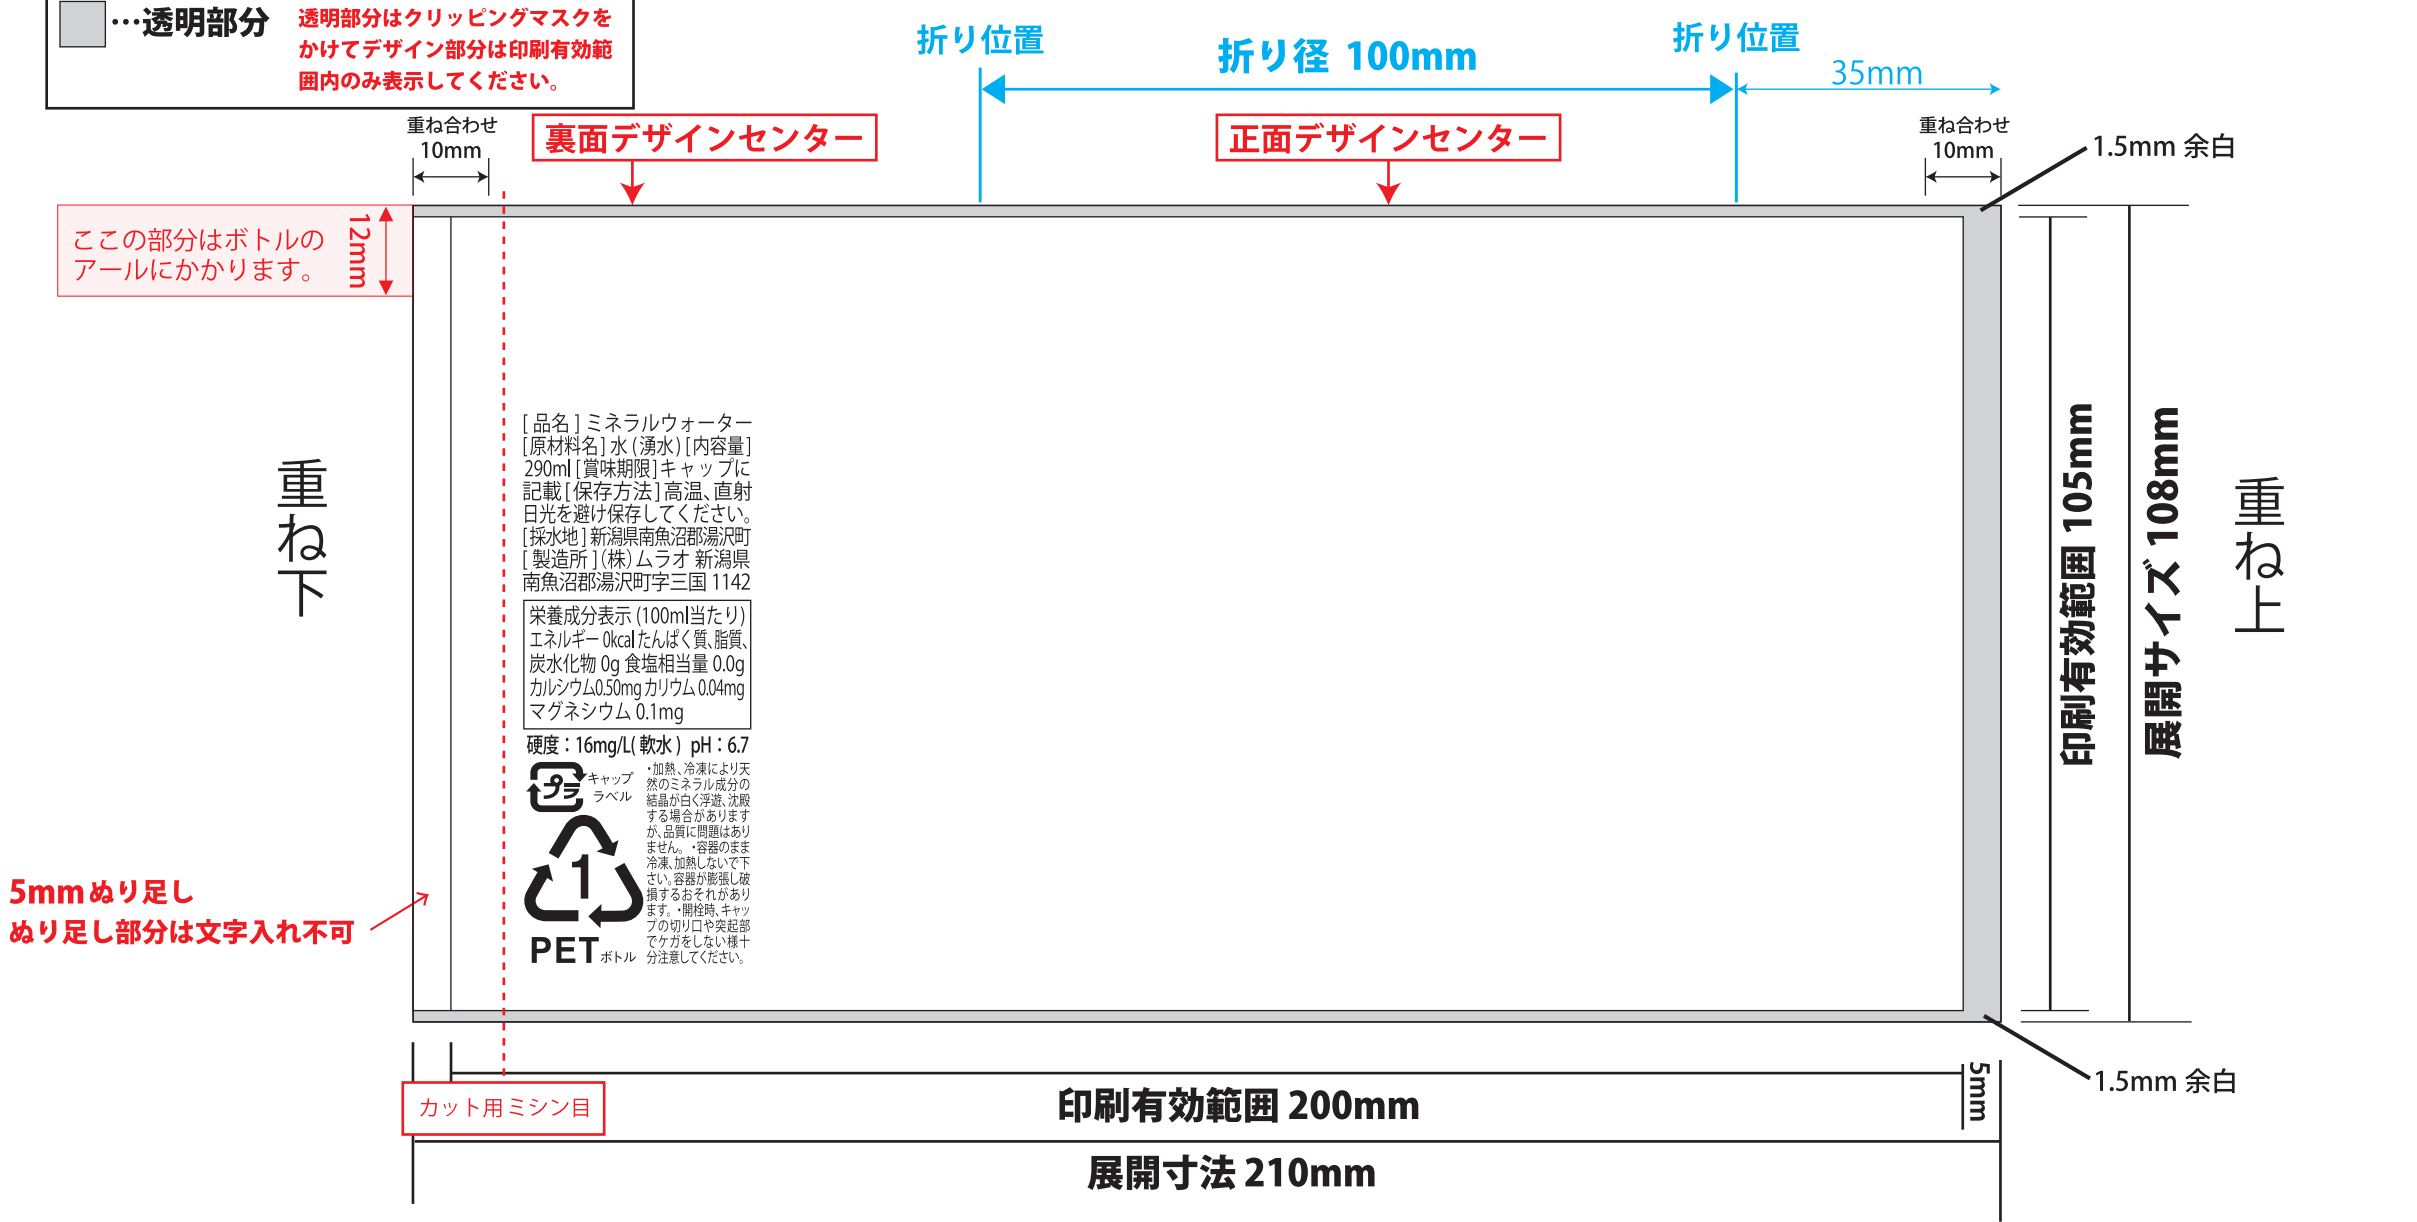 …透明部分
透明部分はクリッピングマスクを
かけてデザイン部分は印刷有効範
囲内のみ表示してください。
折り位置
折り径 100mm
折り位置
35mm
重ね合わせ
10mm
裏面デザインセンター
正面デザインセンター
重ね合わせ
10mm
1.5mm 余白
ここの部分はボトルの
アールにかかります。
12mm
重ね下
[ 品名 ] ミネラルウォーター
[原材料名] 水 (湧水) [内容量]
290ml [賞味期限]キャップに
記載 [保存方法] 高温、直射
日光を避け保存してください。
[採水地] 新潟県南魚沼郡湯沢町
[ 製造所 ](株)ムラオ 新潟県
南魚沼郡湯沢町字三国 1142
栄養成分表示 (100ml当たり)
エネルギー 0kcal たんぱく質、脂質、
炭水化物 0g 食塩相当量 0.0g
カルシウム0.50mg カリウム 0.04mg
マグネシウム 0.1mg
硬度：16mg/L( 軟水 ) pH：6.7
プラ
キャップ
ラベル
1
PET ボトル
・加熱、冷凍により天
然のミネラル成分の
結晶が白く浮遊、沈殿
する場合があります
が、品質に問題はあり
ません。・容器のまま
冷凍、加熱しないで下
さい。容器が膨張し破
損するおそれがあり
ます。・開栓時、キャッ
プの切り口や突起部
でケガをしない様十
分注意してください。
印刷有効範囲 105mm
展開サイズ 108mm
重ね上
5mm ぬり足し
ぬり足し部分は文字入れ不可
1.5mm 余白
カット用 ミシン目
印刷有効範囲 200mm
5mm
展開寸法 210mm